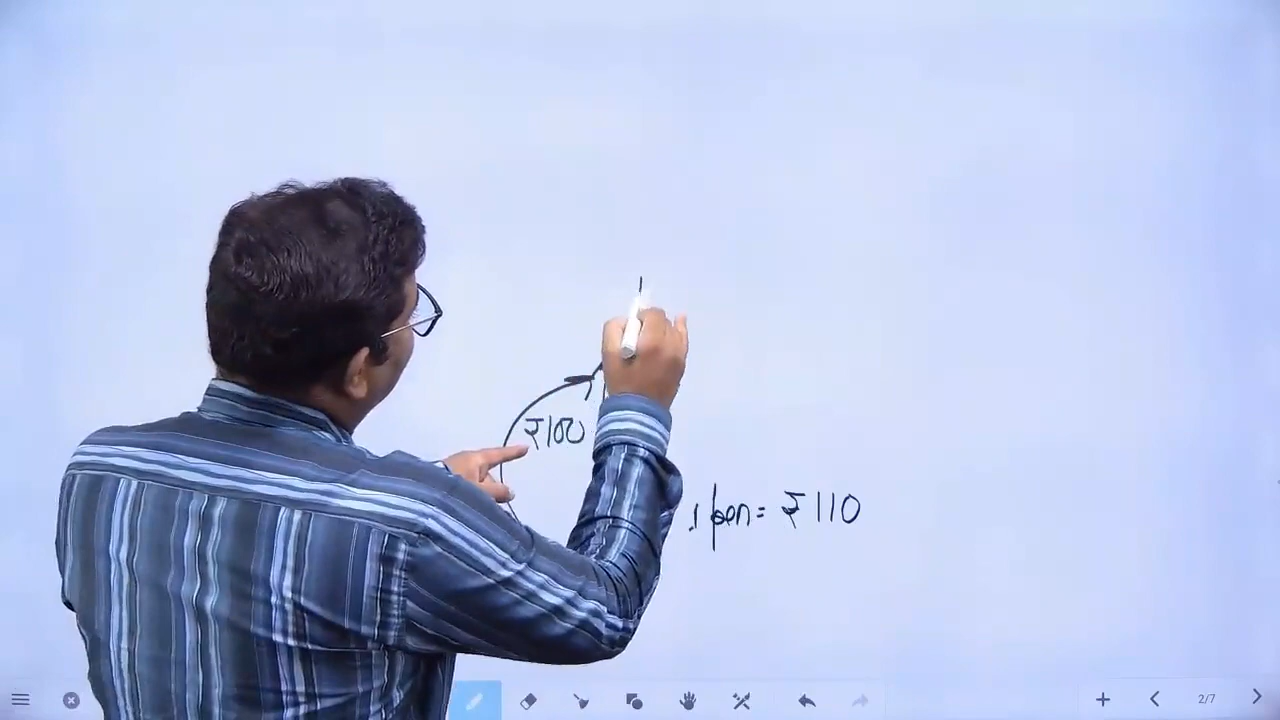 ₹100
1 pen = ₹110
2/7